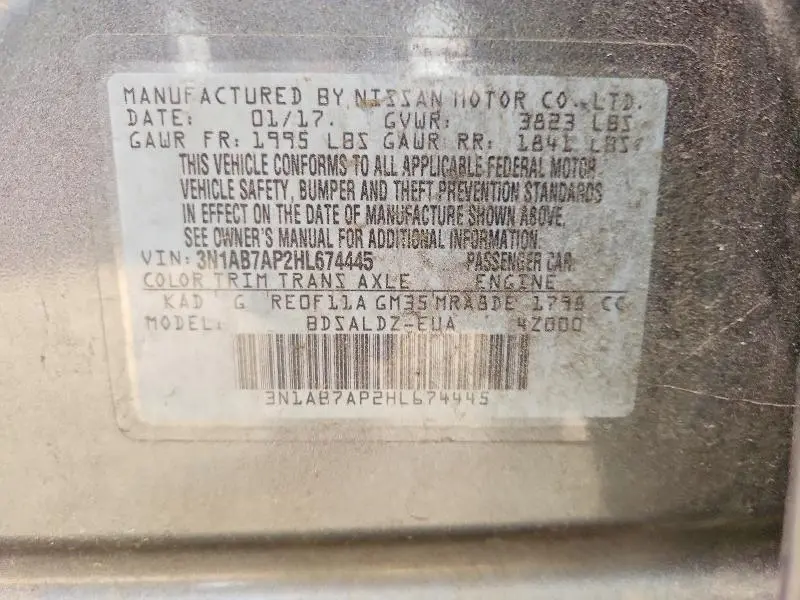 MANUFACTURED BY NISSAN MOTOR CO., LTD.
DATE: 01/17. GVWR: 3823 LBS
GAWR FR: 1995 LBS GAWR RR: 1841 LBS
THIS VEHICLE CONFORMS TO ALL APPLICABLE FEDERAL MOTOR
VEHICLE SAFETY, BUMPER AND THEFT PREVENTION STANDARDS
IN EFFECT ON THE DATE OF MANUFACTURE SHOWN ABOVE.
SEE OWNER'S MANUAL FOR ADDITIONAL INFORMATION.
VIN: 3N1AB7AP2HL674445 PASSENGER CAR
COLOR TRIM TRANS AXLE ENGINE
KAD G RE0F11A GM35 MRA8DE 1798 CC
MODEL: BDSALDZ-EUA 4Z000
3N1AB7AP2HL674445